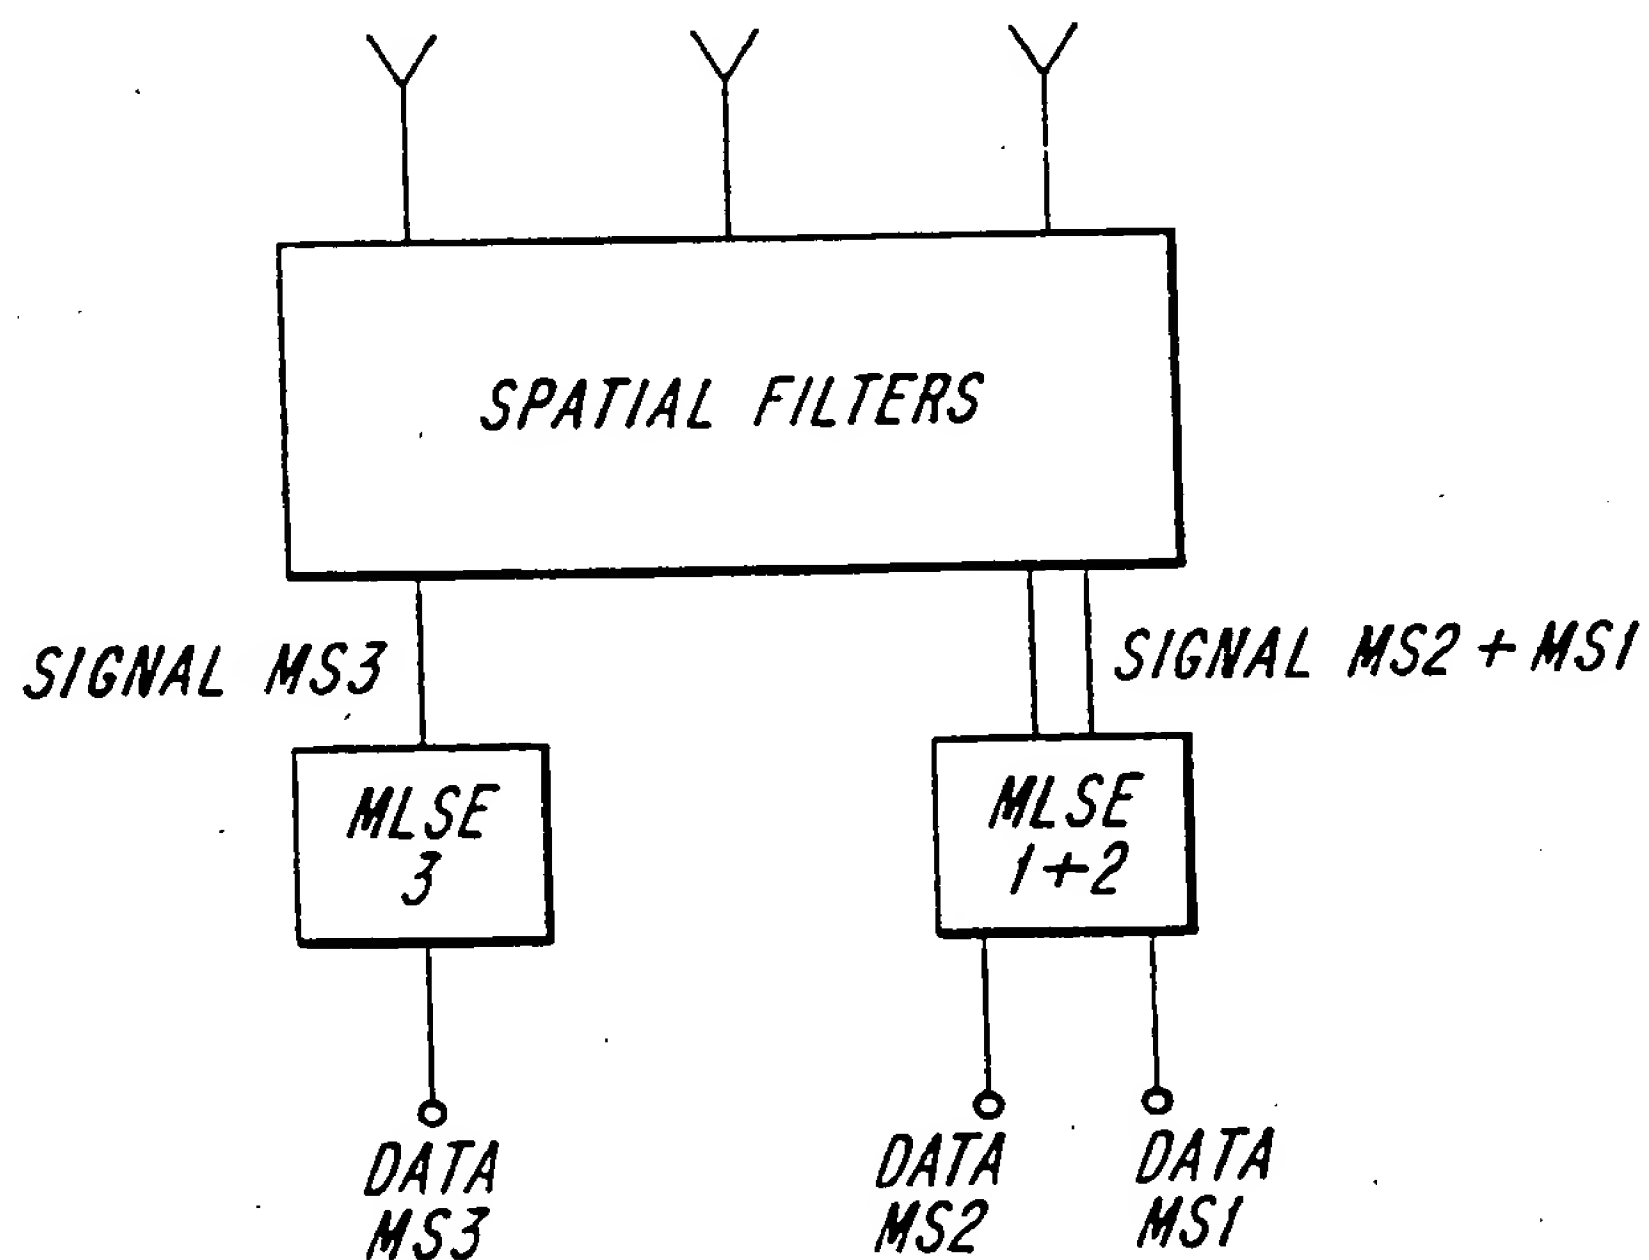 SPATIAL FILTERS
SIGNAL MS3
SIGNAL MS2 + MS1
MLSE
3
MLSE
1+2
DATA
MS3
DATA
MS2
DATA
MS1